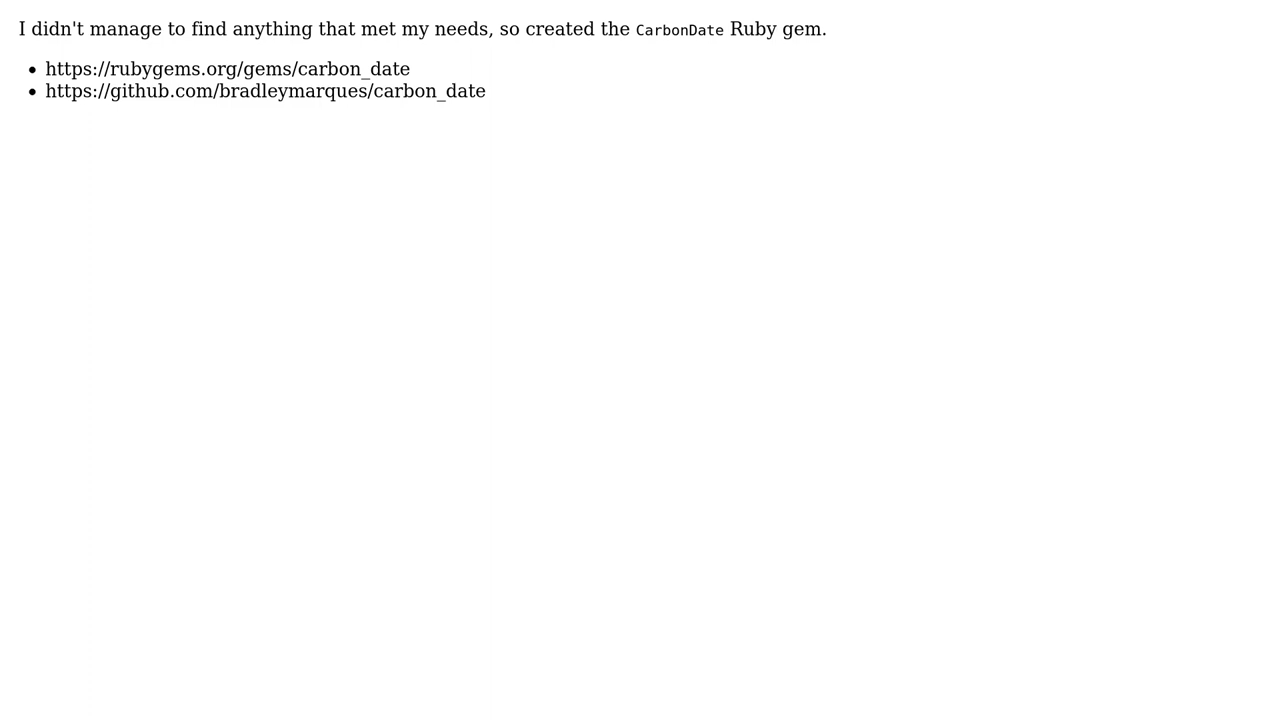 I didn't manage to find anything that met my needs, so created the CarbonDate Ruby gem.
• https://rubygems.org/gems/carbon_date
• https://github.com/bradleymarques/carbon_date